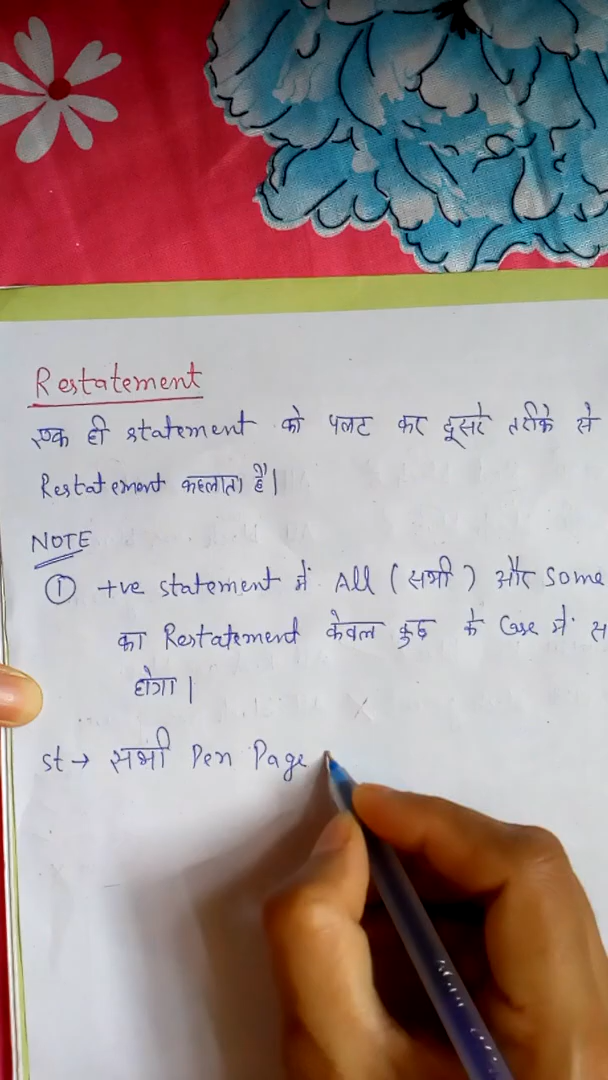 Restatement
एक ही statement को पलट कर दूसरे तरीके से
Restatement कहलाता है।
NOTE
① +ve statement में All (सभी) और some
का Restatement केवल कुछ के Case में स
होगा।
st → सभी Pen Page